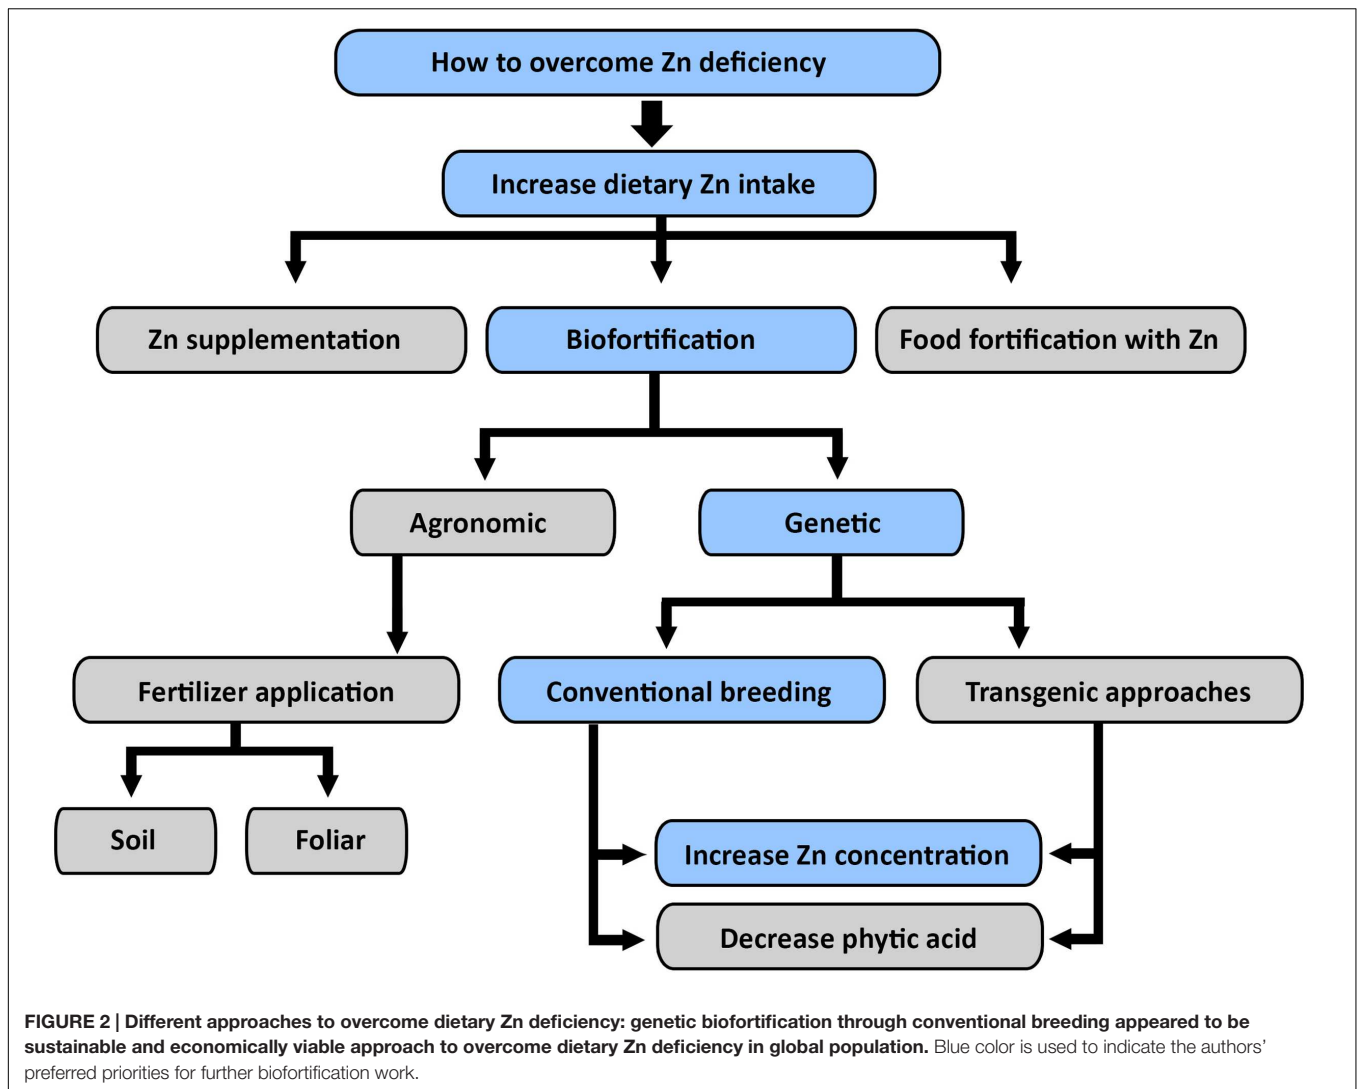 How to overcome Zn deficiency
Increase dietary Zn intake
Zn supplementation
Biofortification
Food fortification with Zn
Agronomic
Genetic
Fertilizer application
Conventional breeding
Transgenic approaches
Soil
Foliar
Increase Zn concentration
Decrease phytic acid
FIGURE 2 | Different approaches to overcome dietary Zn deficiency: genetic biofortification through conventional breeding appeared to be
sustainable and economically viable approach to overcome dietary Zn deficiency in global population. Blue color is used to indicate the authors’
preferred priorities for further biofortification work.